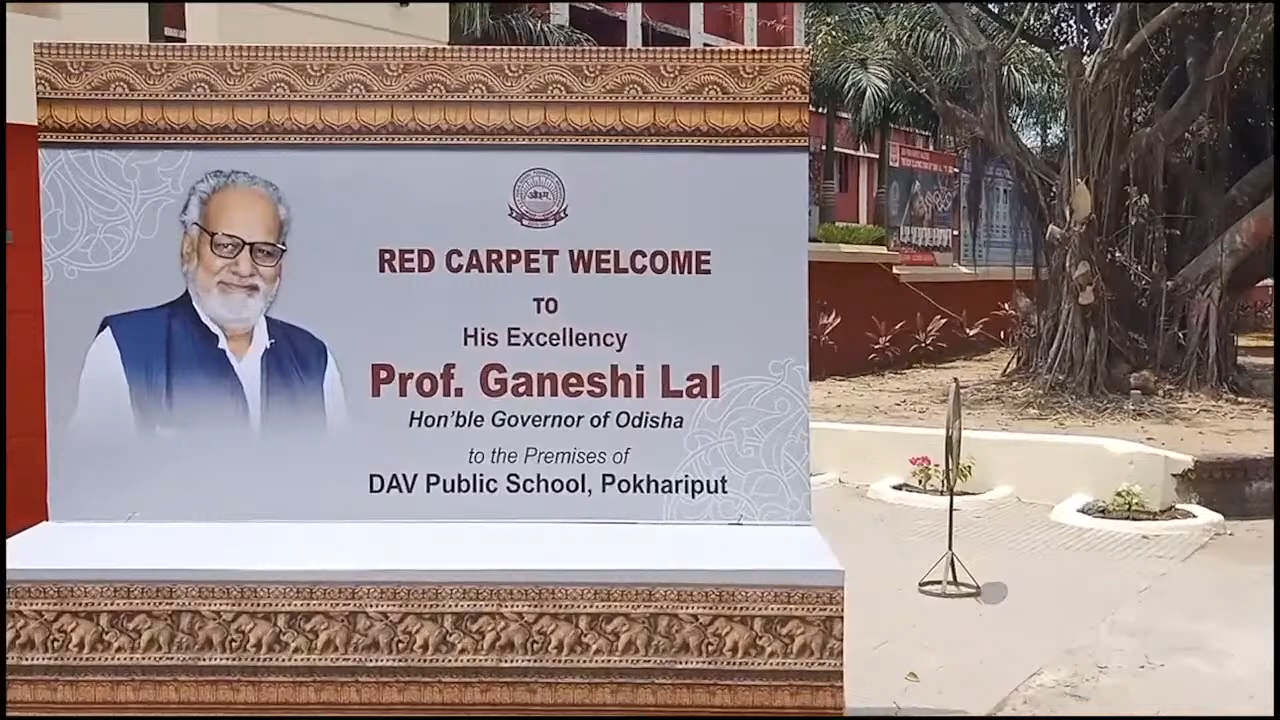 ओ३म्
RED CARPET WELCOME
TO
His Excellency
Prof. Ganeshi Lal
Hon'ble Governor of Odisha
to the Premises of
DAV Public School, Pokhariput